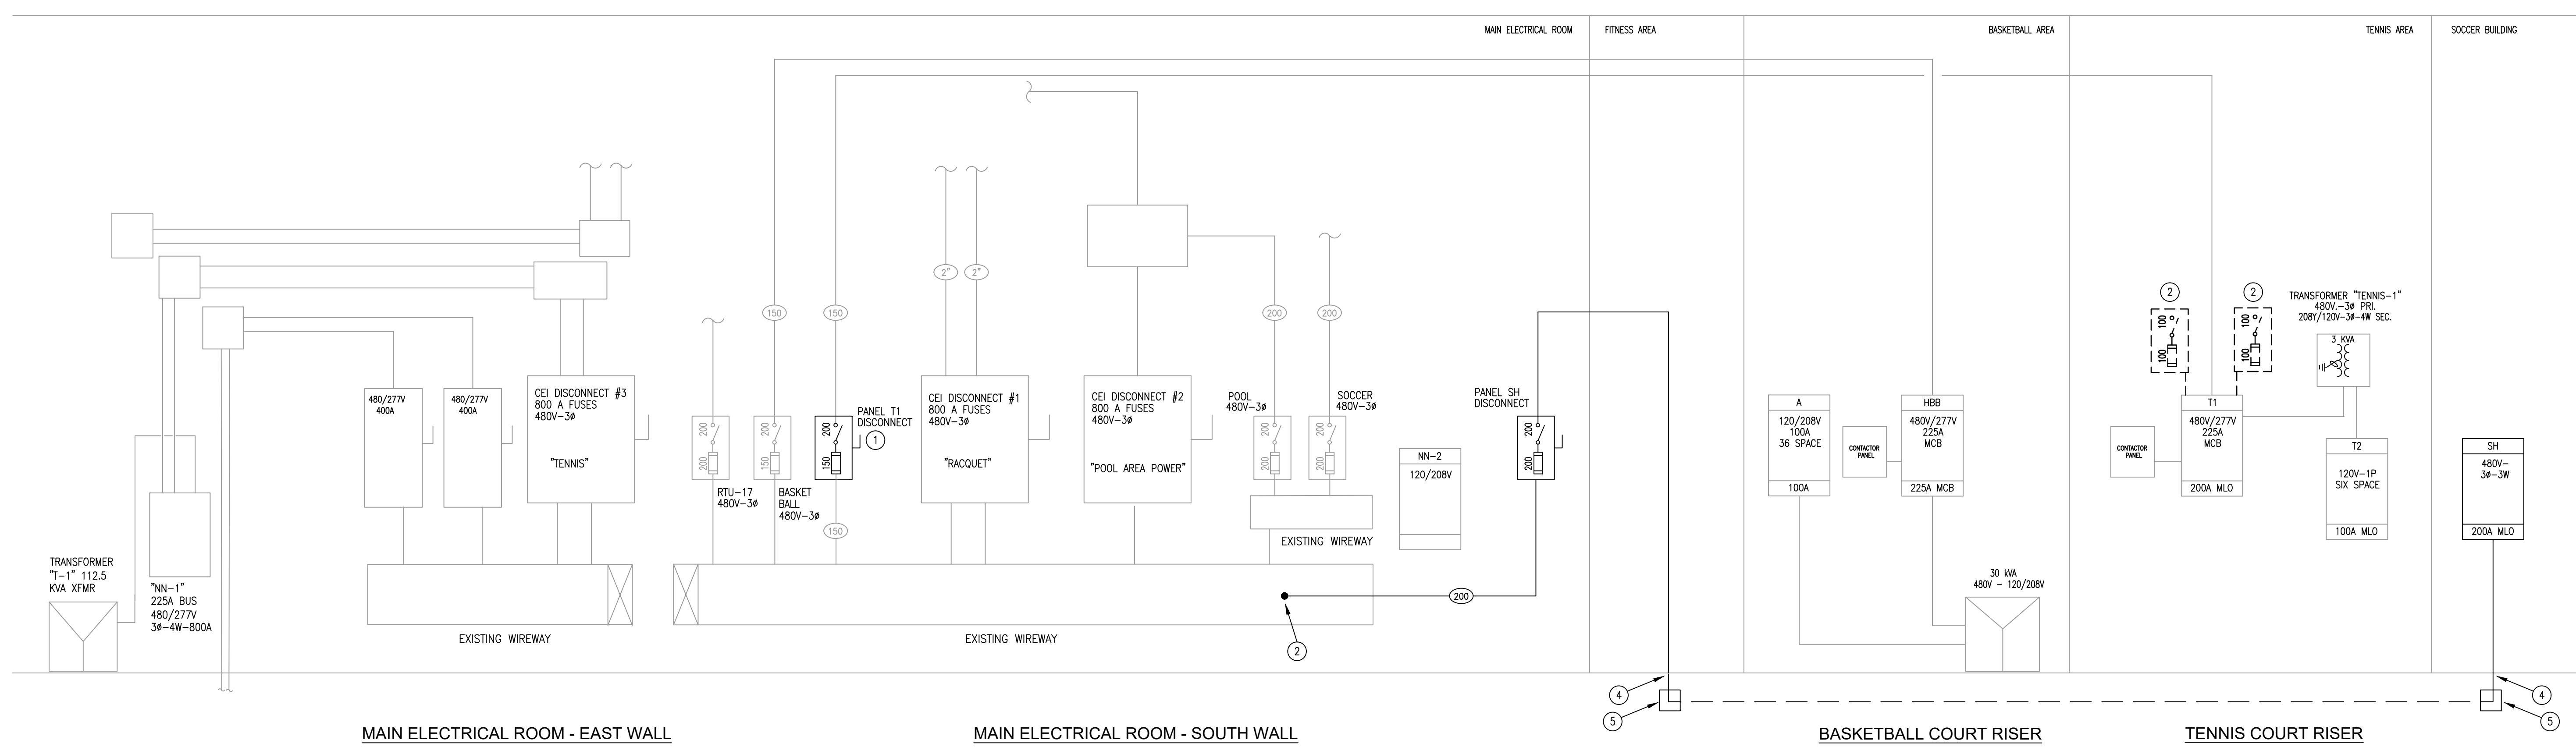 MAIN ELECTRICAL ROOM
FITNESS AREA
BASKETBALL AREA
TENNIS AREA
SOCCER BUILDING
TRANSFORMER
"T-1" 112.5
KVA XFMR
"NN-1"
225A BUS
480/277V
3ø-4W-800A
480/277V
400A
480/277V
400A
CEI DISCONNECT #3
800 A FUSES
480V-3ø
"TENNIS"
EXISTING WIREWAY
200
200
RTU-17
480V-3ø
150
200
150
BASKET
BALL
480V-3ø
150
200
150
PANEL T1
DISCONNECT
1
150
2"
2"
CEI DISCONNECT #1
800 A FUSES
480V-3ø
"RACQUET"
CEI DISCONNECT #2
800 A FUSES
480V-3ø
"POOL AREA POWER"
EXISTING WIREWAY
200
POOL
480V-3ø
200
200
200
SOCCER
480V-3ø
200
200
EXISTING WIREWAY
2
200
NN-2
120/208V
PANEL SH
DISCONNECT
200
200
4
5
A
120/208V
100A
36 SPACE
100A
CONTACTOR
PANEL
HBB
480V/277V
225A
MCB
225A MCB
30 kVA
480V - 120/208V
2
100
100
2
100
100
TRANSFORMER "TENNIS-1"
480V.-3ø PRI.
208Y/120V-3ø-4W SEC.
3 KVA
CONTACTOR
PANEL
T1
480V/277V
225A
MCB
200A MLO
T2
120V-1P
SIX SPACE
100A MLO
SH
480V-
3ø-3W
200A MLO
4
5
MAIN ELECTRICAL ROOM - EAST WALL
MAIN ELECTRICAL ROOM - SOUTH WALL
BASKETBALL COURT RISER
TENNIS COURT RISER